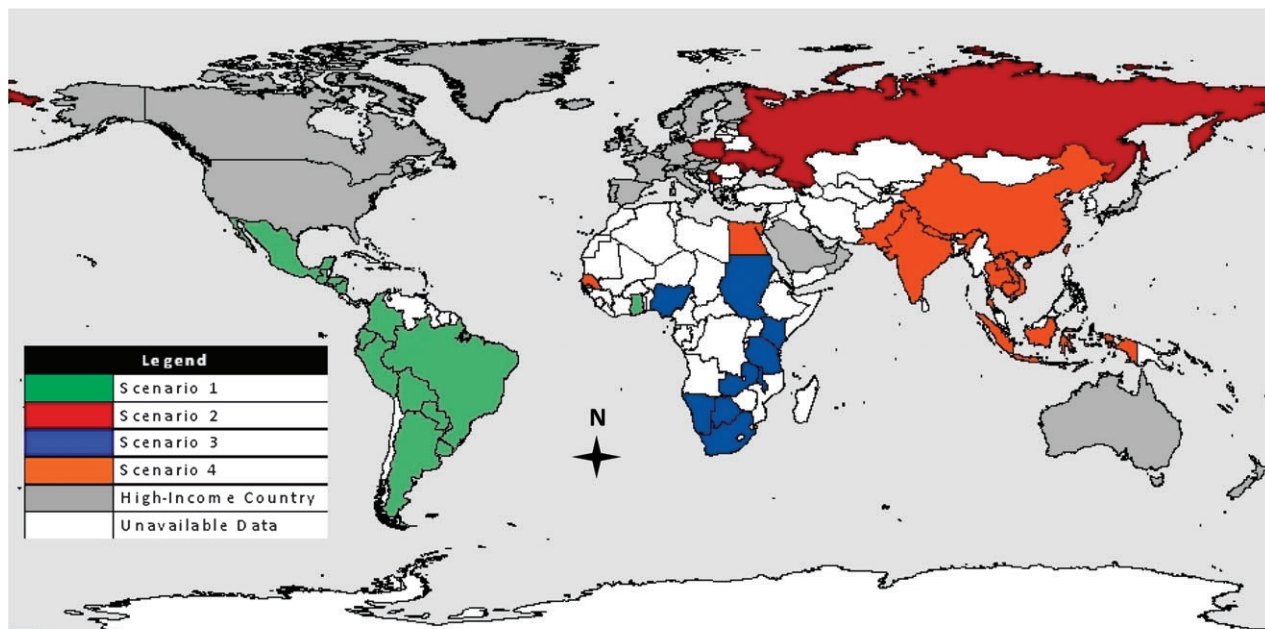 Legend
Scenario 1
Scenario 2
Scenario 3
Scenario 4
High-Income Country
Unavailable Data
N